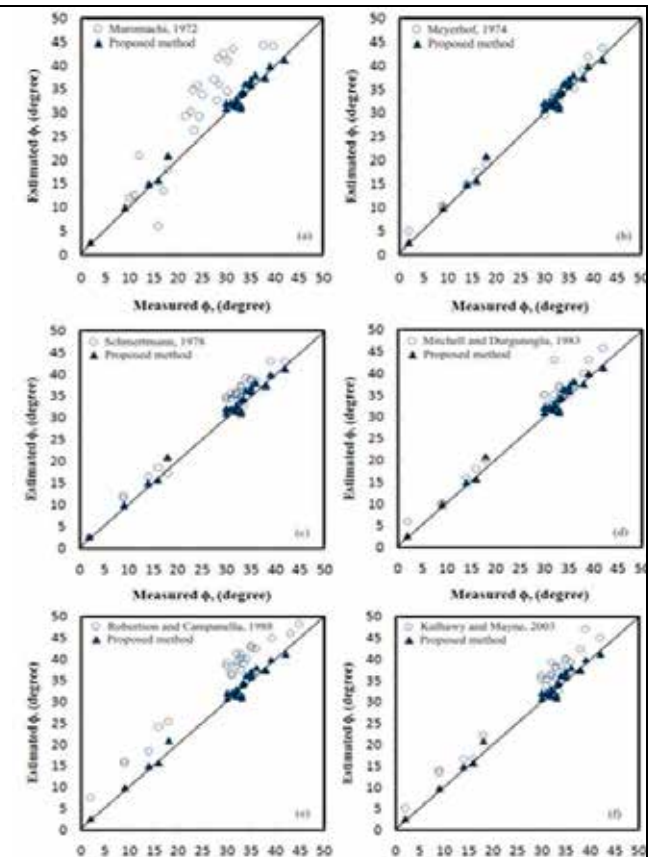 50
45
40
35
30
25
20
15
10
5
0
Estimated ϕ, (degree)
Muromachi, 1972
Proposed method
(a)
0 5 10 15 20 25 30 35 40 45 50
Measured ϕ, (degree)
50
45
40
35
30
25
20
15
10
5
0
Estimated ϕ, (degree)
Meyerhof, 1974
Proposed method
(b)
0 5 10 15 20 25 30 35 40 45 50
Measured ϕ, (degree)
50
45
40
35
30
25
20
15
10
5
0
Estimated ϕ, (degree)
Schmertmann, 1978
Proposed method
(c)
0 5 10 15 20 25 30 35 40 45 50
Measured ϕ, (degree)
50
45
40
35
30
25
20
15
10
5
0
Estimated ϕ, (degree)
Mitchell and Durgunoglu, 1983
Proposed method
(d)
0 5 10 15 20 25 30 35 40 45 50
Measured ϕ, (degree)
50
45
40
35
30
25
20
15
10
5
0
Estimated ϕ, (degree)
Robertson and Campanella, 1988
Proposed method
(e)
0 5 10 15 20 25 30 35 40 45 50
50
45
40
35
30
25
20
15
10
5
0
Estimated ϕ, (degree)
Kulhawy and Mayne, 2003
Proposed method
(f)
0 5 10 15 20 25 30 35 40 45 50